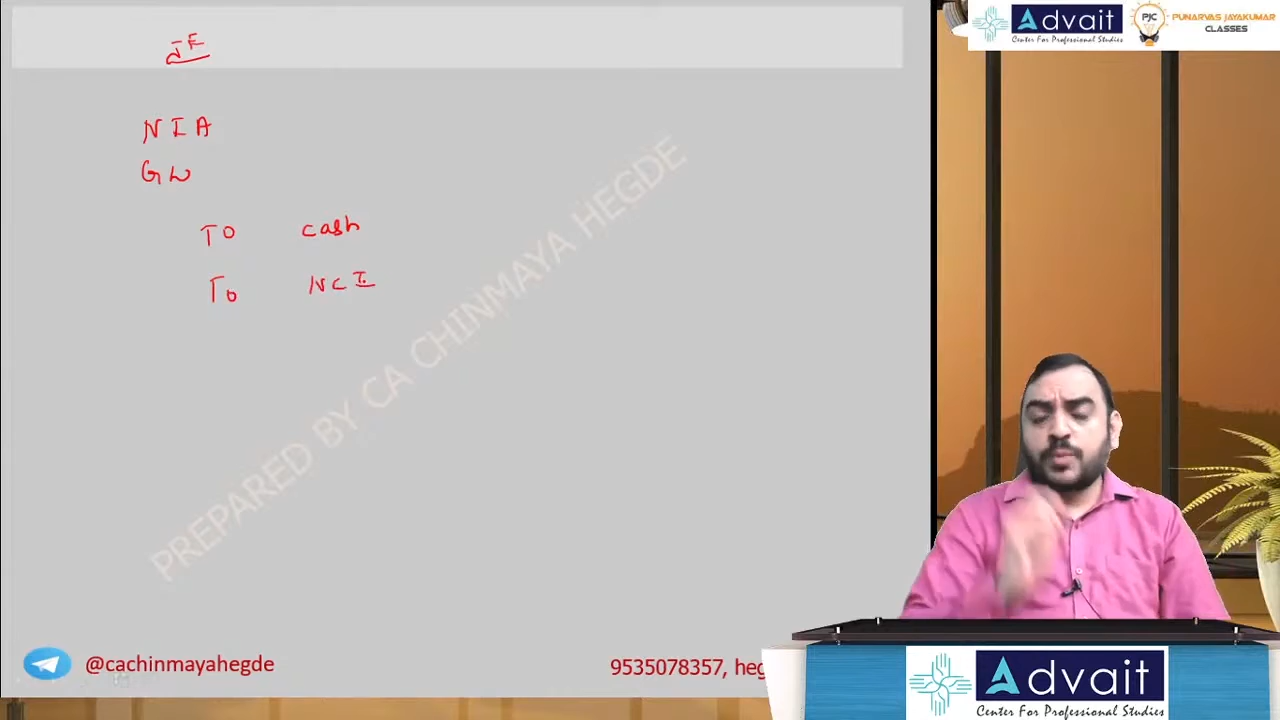 JE
NIA
GW
To cash
To NCI
PREPARED BY CA CHINMAYA HEGDE
@cachinmayahegde
9535078357, heg
Advait
Center For Professional Studies
PJC
PUNARVAS JAYAKUMAR
CLASSES
Advait
Center For Professional Studies